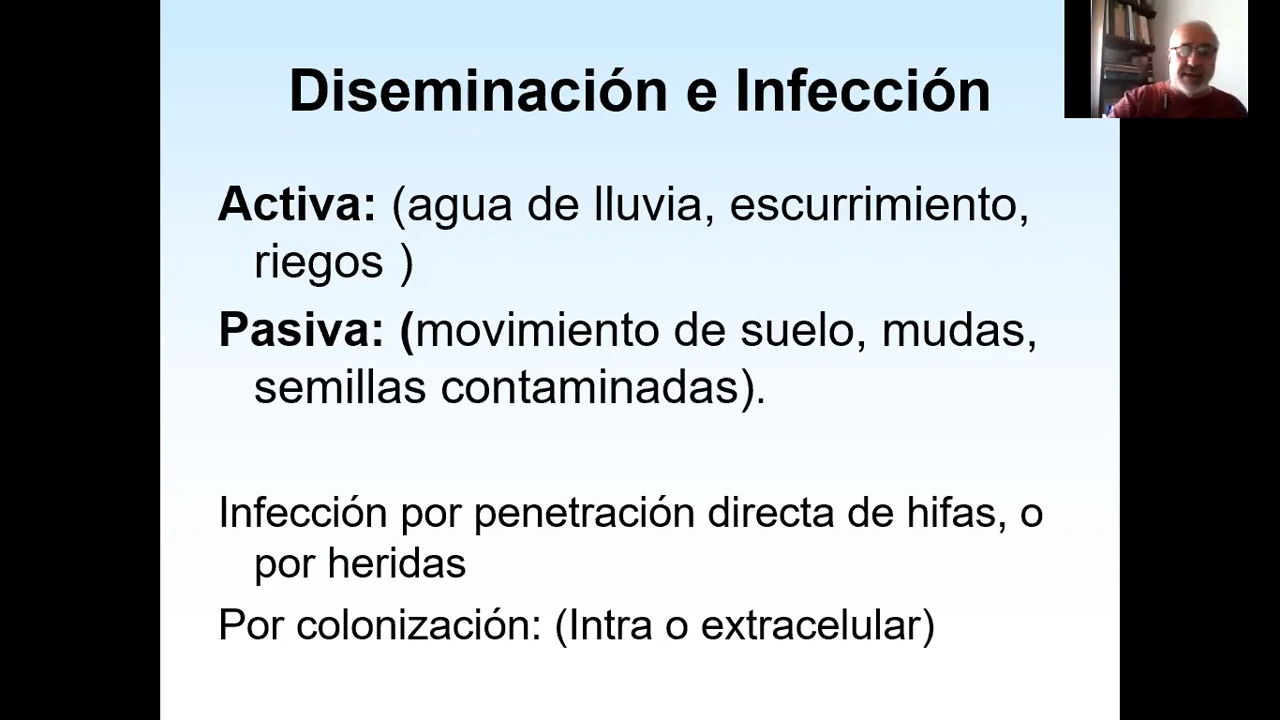 Diseminación e Infección
Activa: (agua de lluvia, escurrimiento,
riegos )
Pasiva: (movimiento de suelo, mudas,
semillas contaminadas).
Infección por penetración directa de hifas, o
por heridas
Por colonización: (Intra o extracelular)